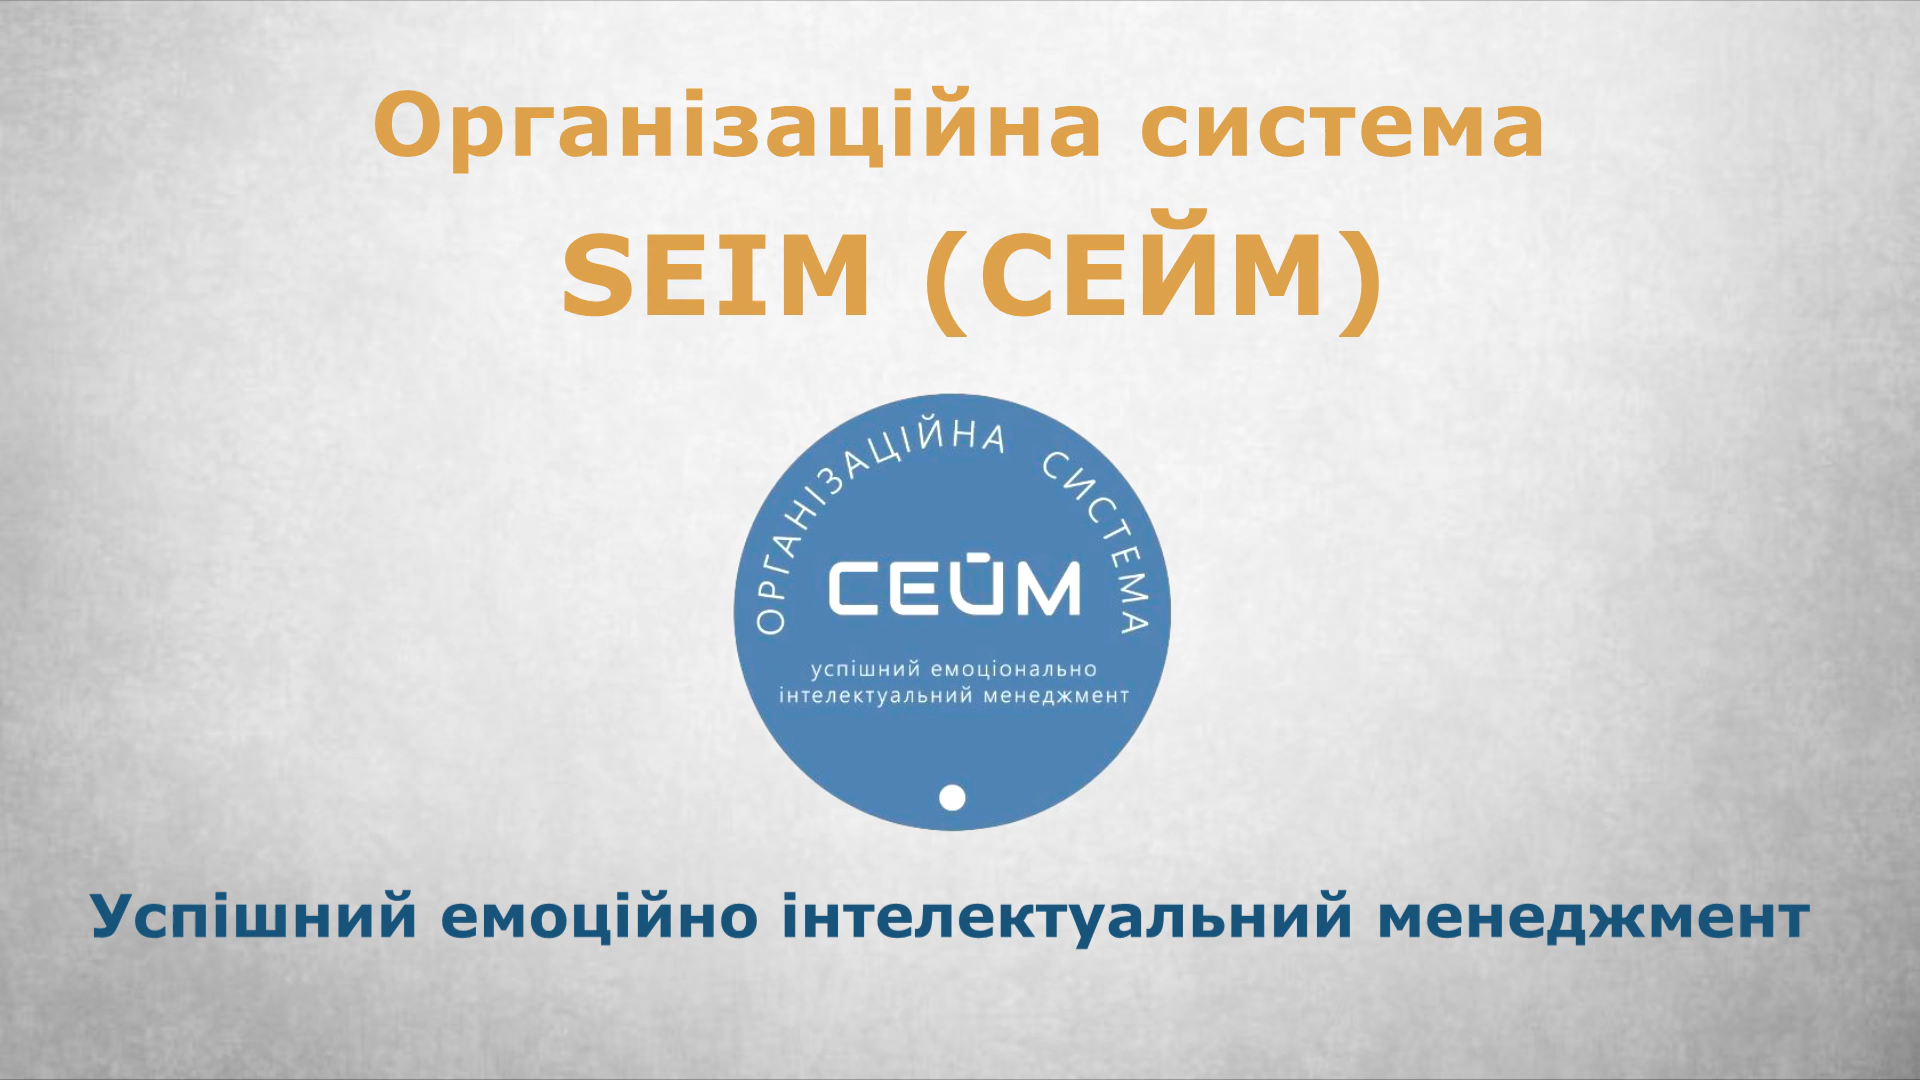 Організаційна система
SEIM (СЕЙМ)
ОРГАНІЗАЦІЙНА СИСТЕМА
СЕЙМ
успішний емоціонально
інтелектуальний менеджмент
Успішний емоційно інтелектуальний менеджмент